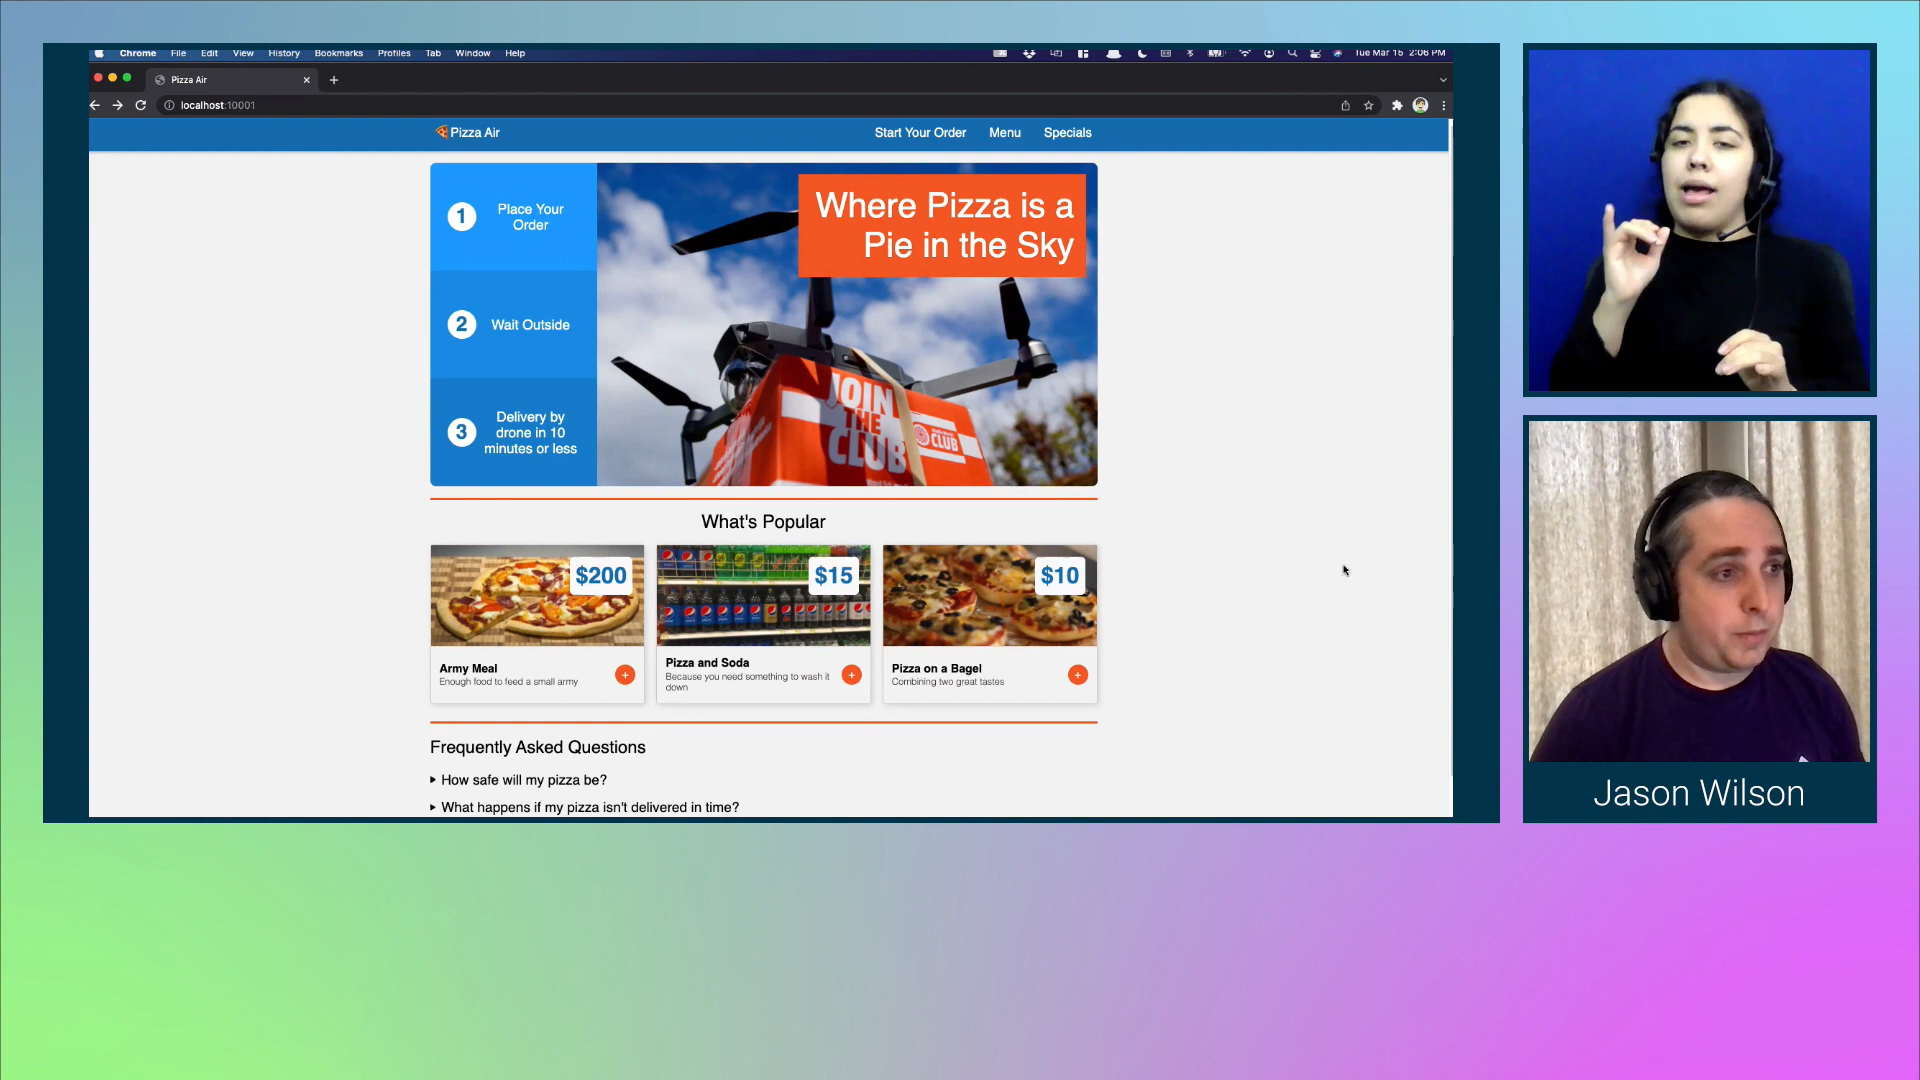 Chrome File Edit View History Bookmarks Profiles Tab Window Help
Tue Mar 15 2:06 PM
Pizza Air
localhost:10001
Pizza Air
Start Your Order Menu Specials
1 Place Your
Order
2 Wait Outside
3 Delivery by
drone in 10
minutes or less
Where Pizza is a
Pie in the Sky
JOIN
THE
CLUB
CLUB
What's Popular
$200
Army Meal
Enough food to feed a small army
+
$15
Pizza and Soda
Because you need something to wash it
down
+
$10
Pizza on a Bagel
Combining two great tastes
+
Frequently Asked Questions
How safe will my pizza be?
What happens if my pizza isn't delivered in time?
Jason Wilson